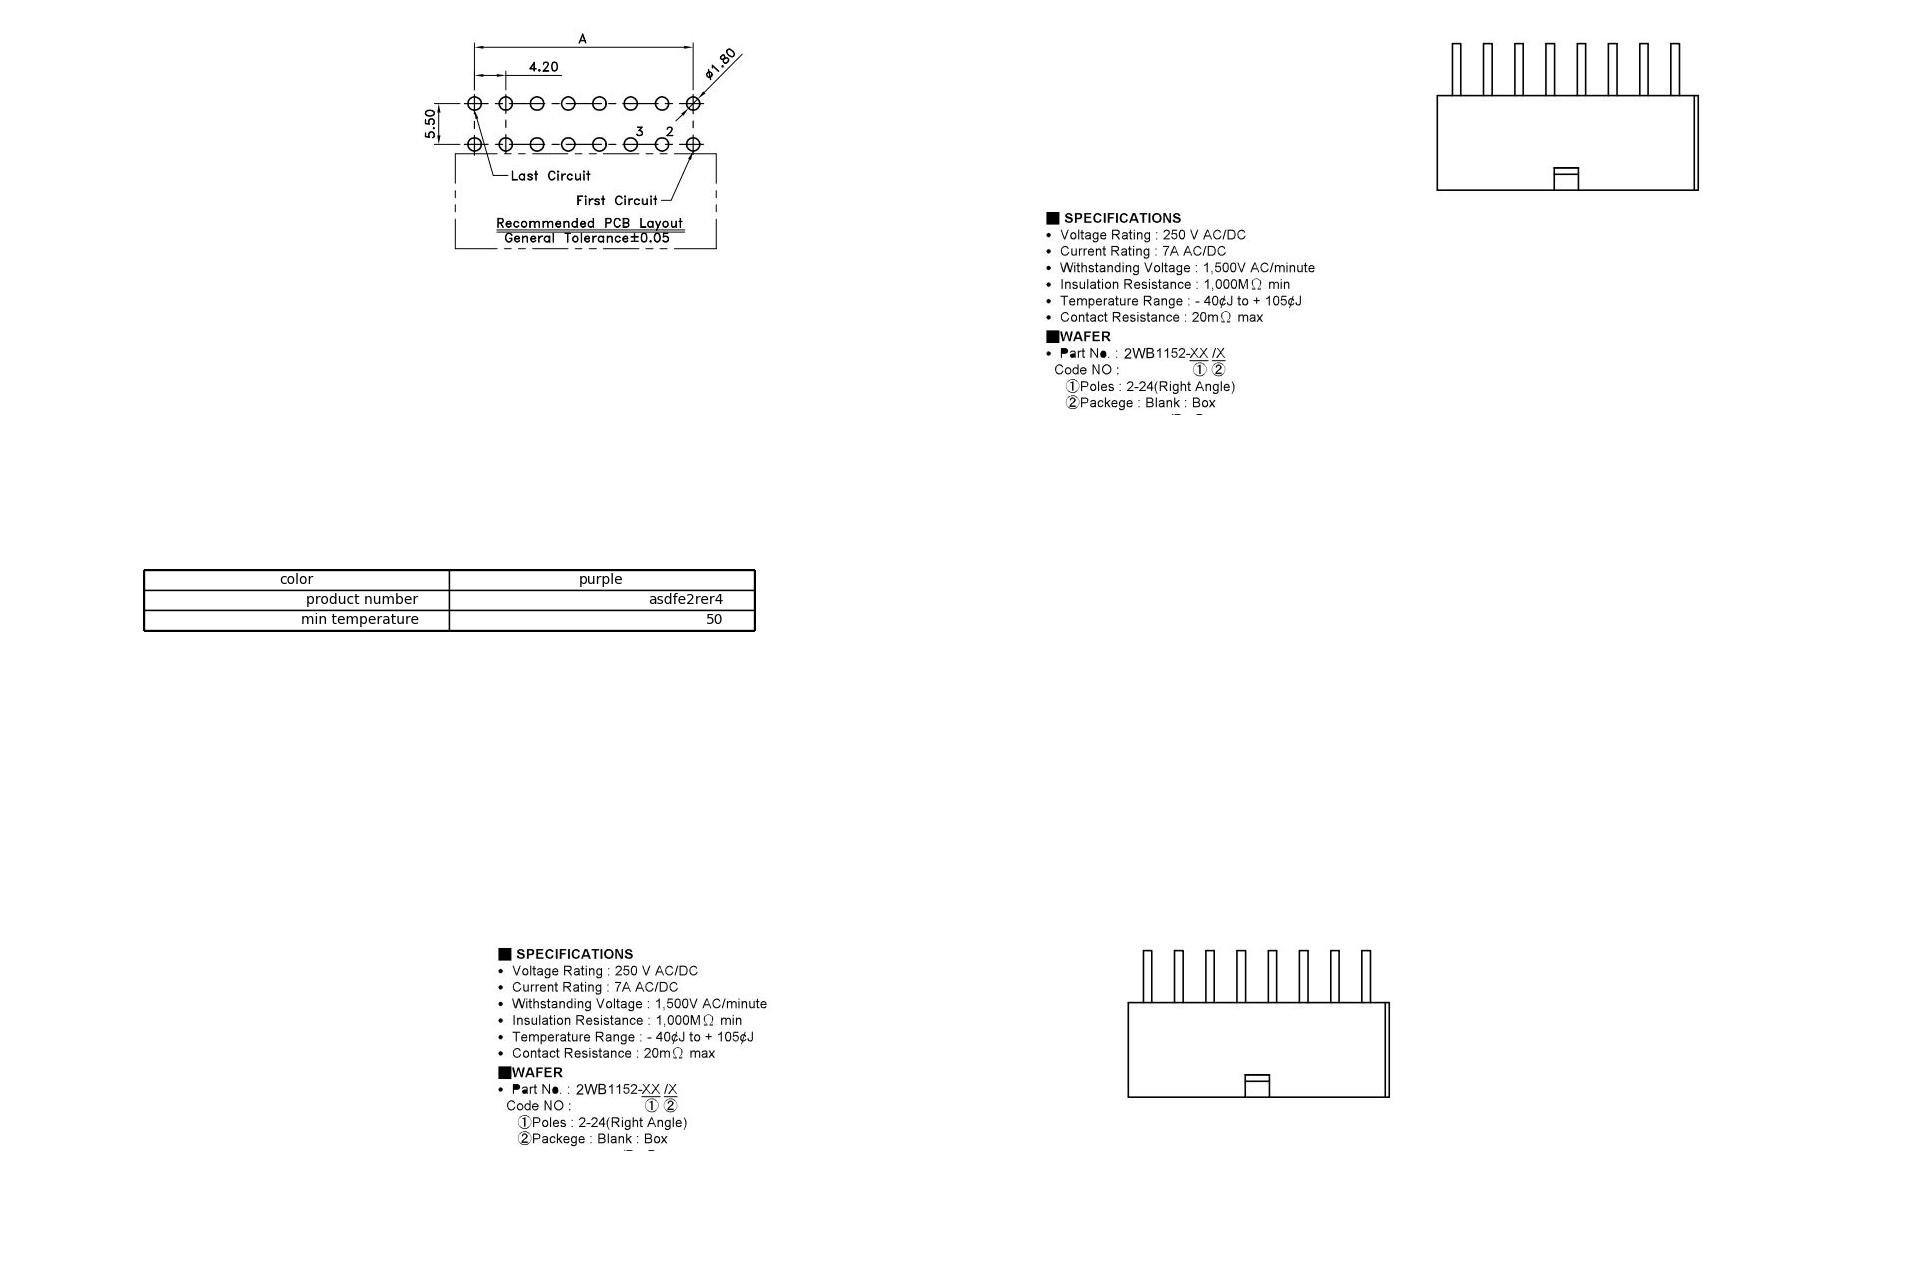 A
4.20
ø1.80
5.50
3 2
Last Circuit
First Circuit
Recommended PCB Layout
General Tolerance±0.05
■ SPECIFICATIONS
• Voltage Rating : 250 V AC/DC
• Current Rating : 7A AC/DC
• Withstanding Voltage : 1,500V AC/minute
• Insulation Resistance : 1,000MΩ min
• Temperature Range : - 40¢J to + 105¢J
• Contact Resistance : 20mΩ max
■WAFER
• Part No. : 2WB1152-XX /X
Code NO : ① ②
①Poles : 2-24(Right Angle)
②Packege : Blank : Box
color purple
product number asdfe2rer4
min temperature 50
■ SPECIFICATIONS
• Voltage Rating : 250 V AC/DC
• Current Rating : 7A AC/DC
• Withstanding Voltage : 1,500V AC/minute
• Insulation Resistance : 1,000MΩ min
• Temperature Range : - 40¢J to + 105¢J
• Contact Resistance : 20mΩ max
■WAFER
• Part No. : 2WB1152-XX /X
Code NO : ① ②
①Poles : 2-24(Right Angle)
②Packege : Blank : Box